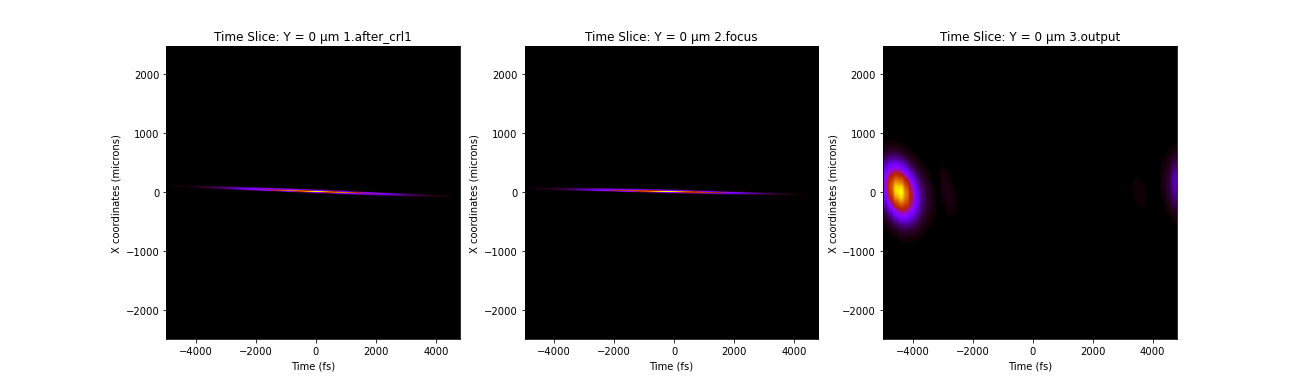 Time Slice: Y = 0 μm 1.after_crl1
X coordinates (microns)
2000
1000
0
−1000
−2000
−4000 −2000 0 2000 4000
Time (fs)
Time Slice: Y = 0 μm 2.focus
X coordinates (microns)
2000
1000
0
−1000
−2000
−4000 −2000 0 2000 4000
Time (fs)
Time Slice: Y = 0 μm 3.output
X coordinates (microns)
2000
1000
0
−1000
−2000
−4000 −2000 0 2000 4000
Time (fs)